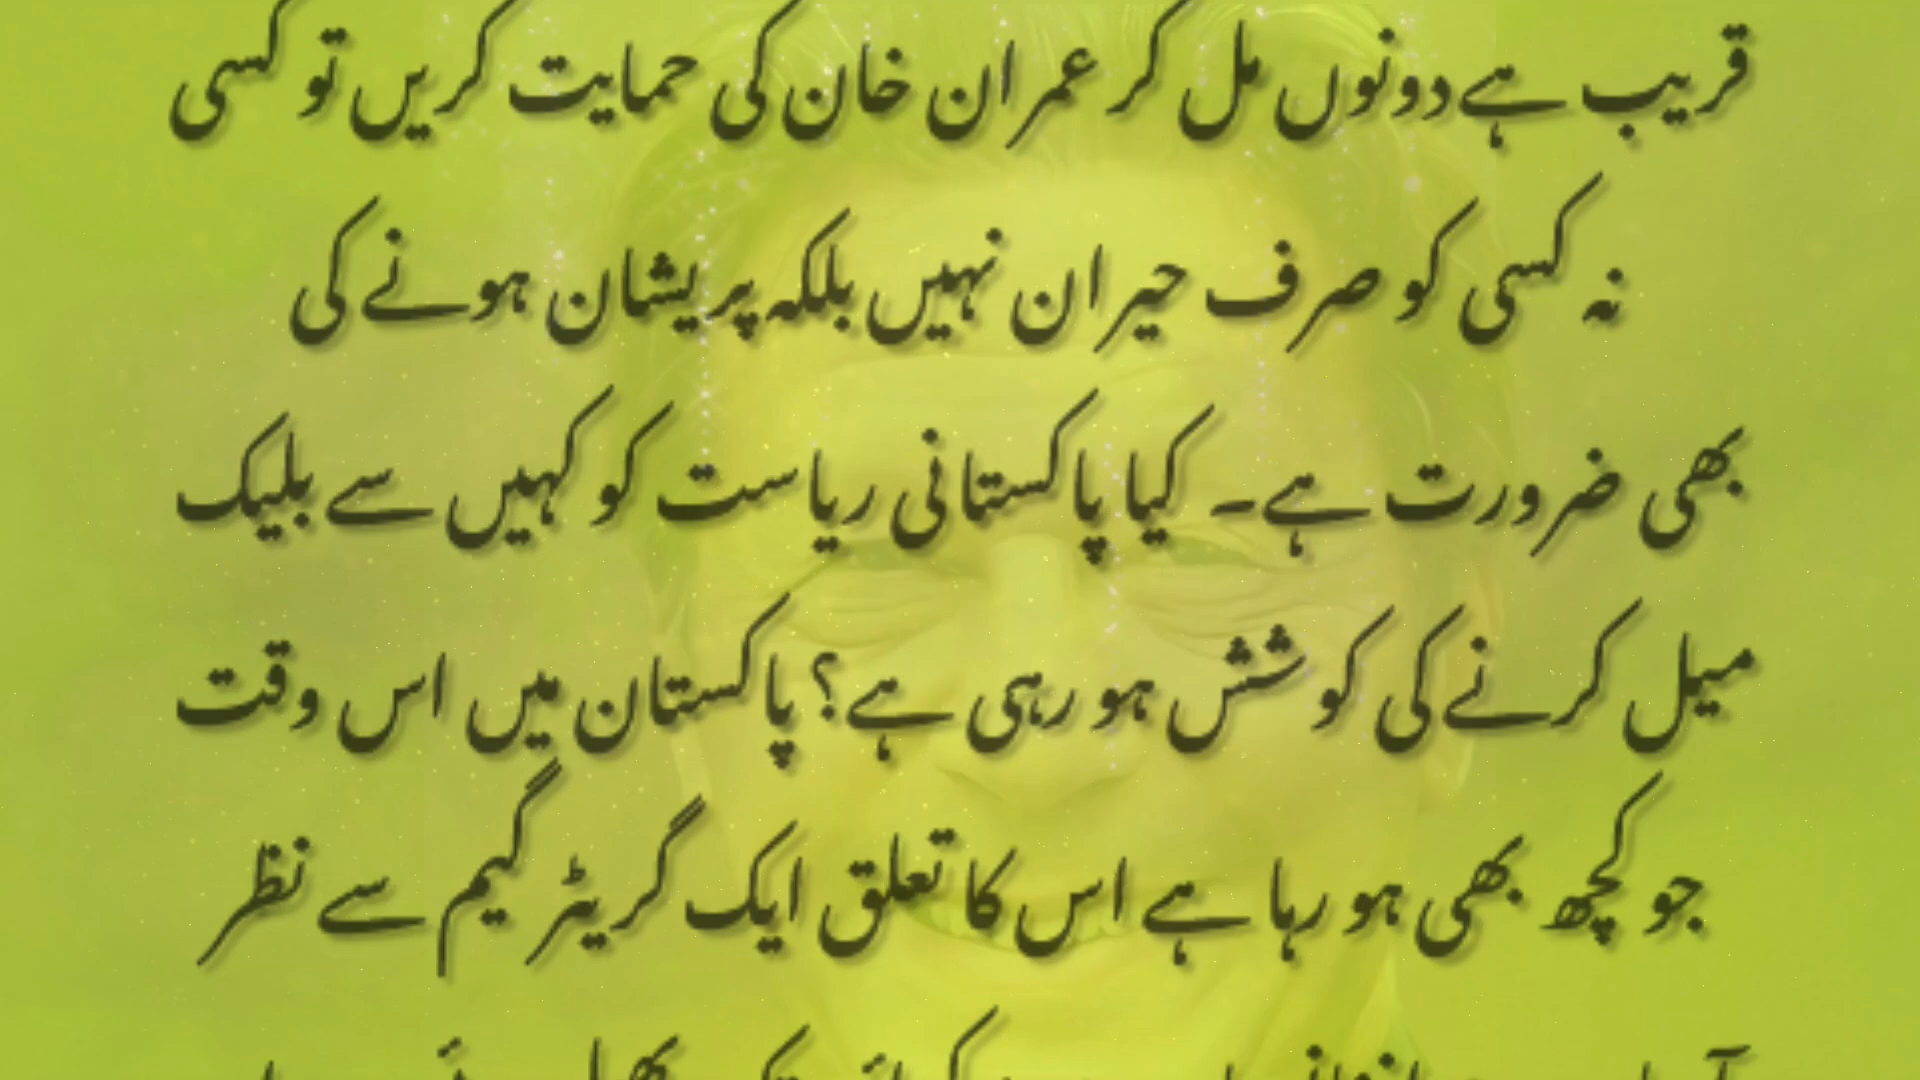 قریب ہے دونوں مل کر عمران خان کی حمایت کریں تو کسی
نہ کسی کو صرف حیران نہیں بلکہ پریشان ہونے کی
بھی ضرورت ہے۔ کیا پاکستانی ریاست کو کہیں سے بلیک
میل کرنے کی کوشش ہو رہی ہے؟ پاکستان میں اس وقت
جو کچھ بھی ہو رہا ہے اس کا تعلق ایک گریٹر گیم سے نظر